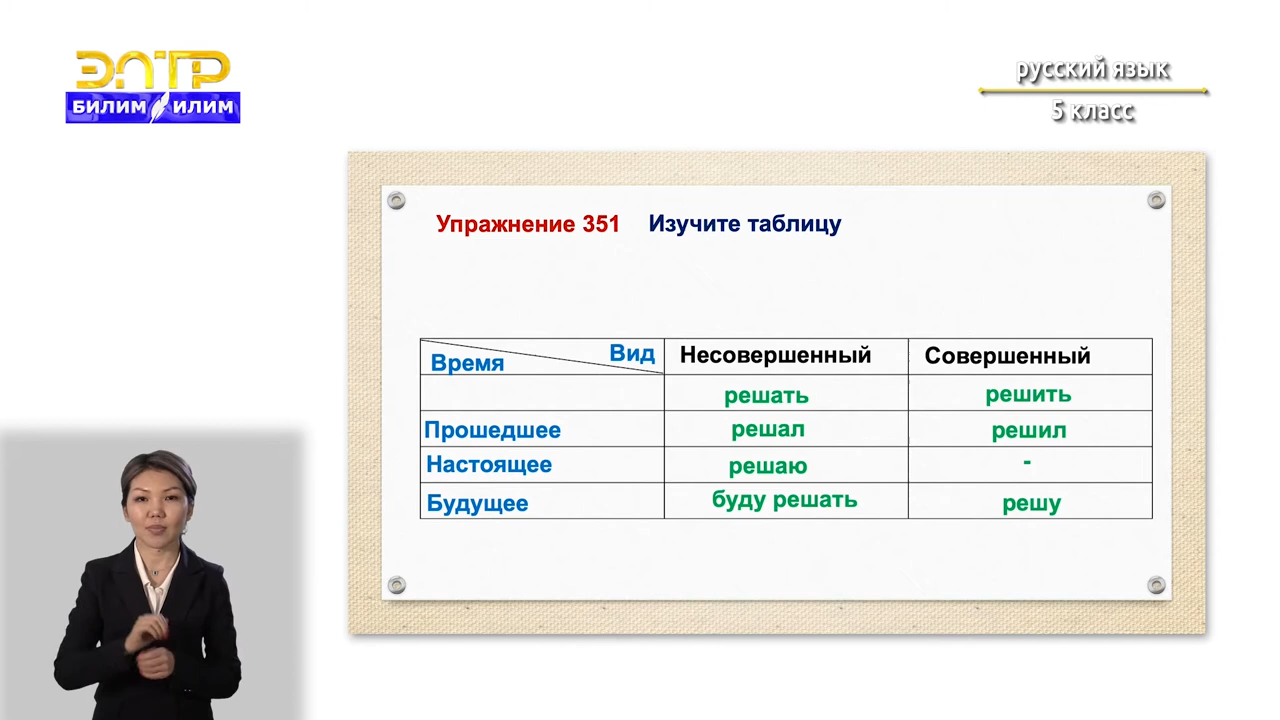 ЭЛТР
БИЛИМ ИЛИМ
русский язык
5 класс
Упражнение 351 Изучите таблицу
Время Вид Несовершенный Совершенный
решать решить
Прошедшее решал решил
Настоящее решаю -
Будущее буду решать решу